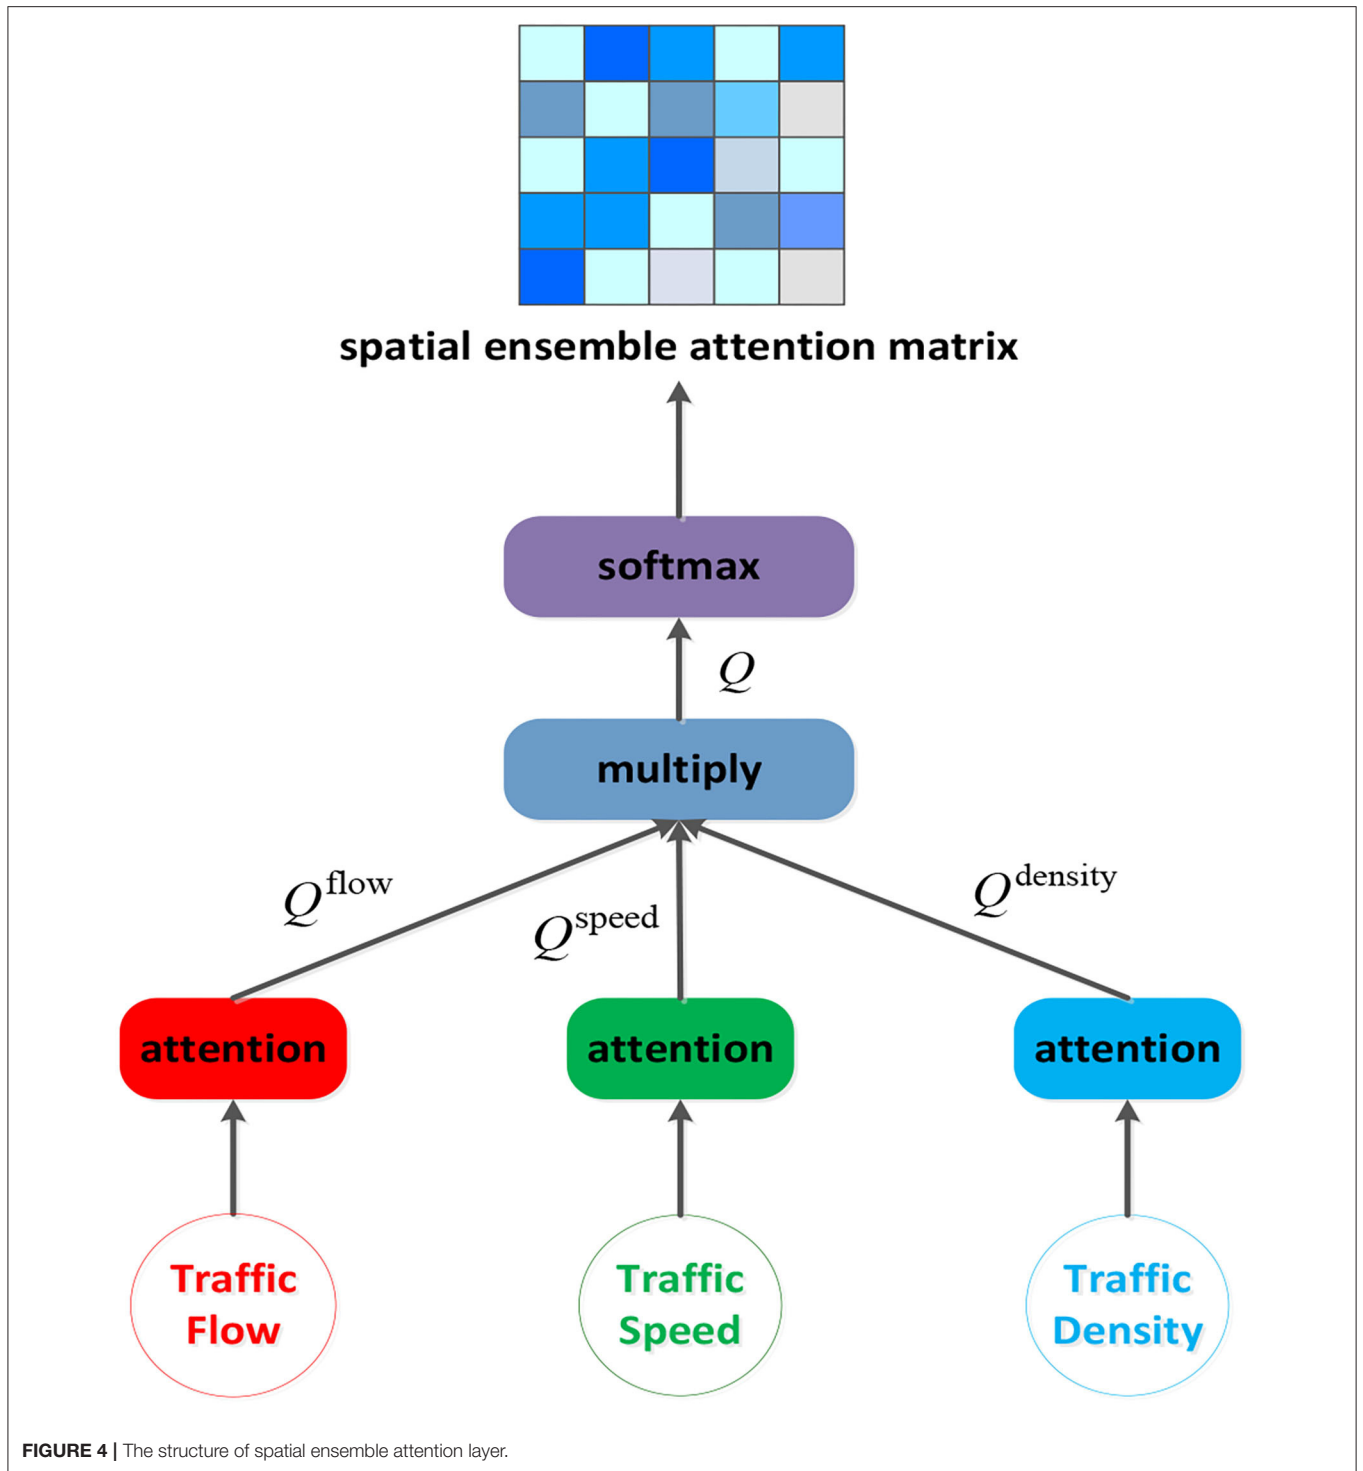 spatial ensemble attention matrix
softmax
Q
multiply
Q^flow
Q^speed
Q^density
attention
attention
attention
Traffic
Flow
Traffic
Speed
Traffic
Density
FIGURE 4 | The structure of spatial ensemble attention layer.